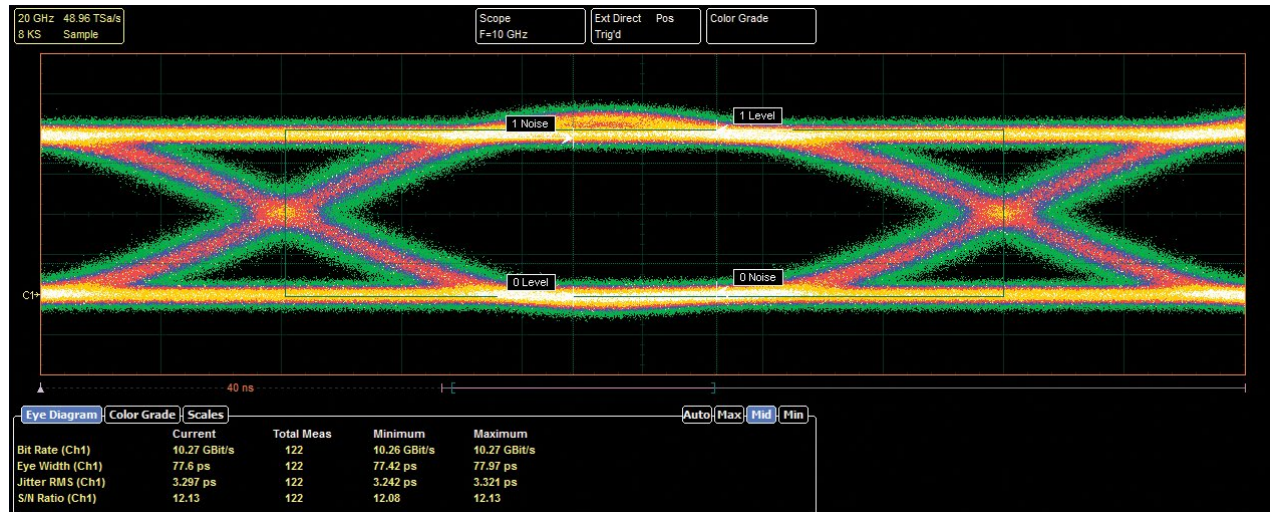 20 GHz 48.96 TSa/s
8 KS Sample
Scope
F=10 GHz
Ext Direct Pos
Trig'd
Color Grade
1 Noise
1 Level
0 Level
0 Noise
C1
40 ns
Eye Diagram Color Grade Scales Auto Max Mid Min
Current Total Meas Minimum Maximum
Bit Rate (Ch1) 10.27 GBit/s 122 10.26 GBit/s 10.27 GBit/s
Eye Width (Ch1) 77.6 ps 122 77.42 ps 77.97 ps
Jitter RMS (Ch1) 3.297 ps 122 3.242 ps 3.321 ps
S/N Ratio (Ch1) 12.13 122 12.08 12.13